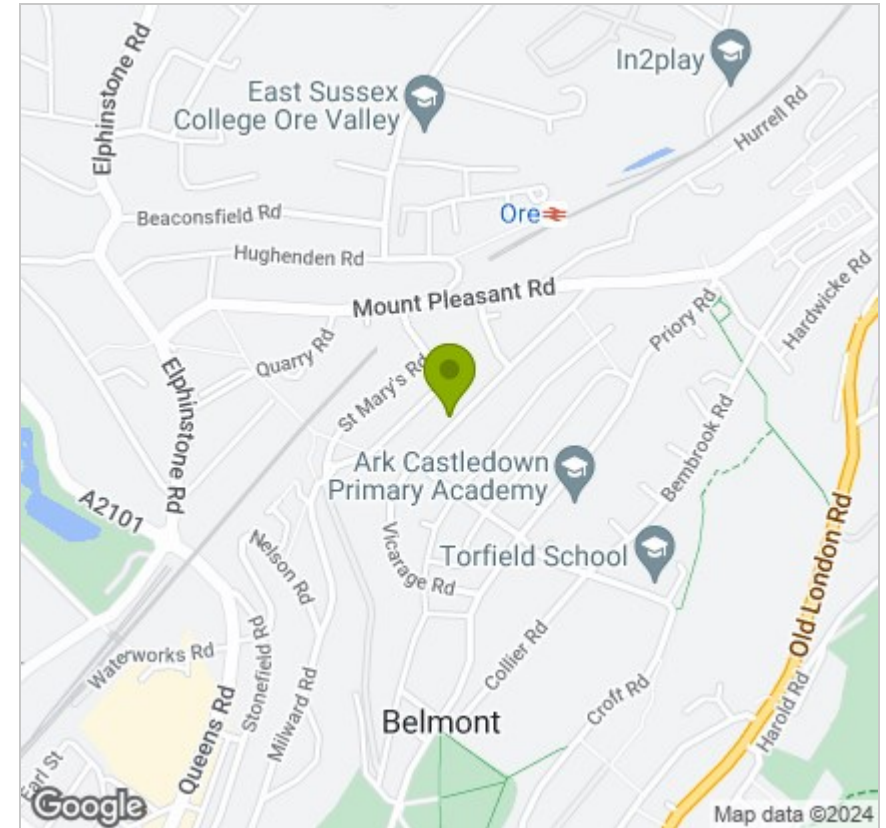 Elphinstone Rd
In2play
East Sussex
College Ore Valley
Hurrell Rd
Beaconsfield Rd
Ore
Hughenden Rd
Mount Pleasant Rd
Hardwicke Rd
Priory Rd
Quarry Rd
St Mary's Rd
Elphinstone Rd
Bembrook Rd
Ark Castledown
Primary Academy
A2101
Old London Rd
Nelson Rd
Vicarage Rd
Torfield School
Waterworks Rd
Stonefield Rd
Collier Rd
Milward Rd
Croft Rd
Harold Rd
Queens Rd
Belmont
Earl St
Google
Map data ©2024